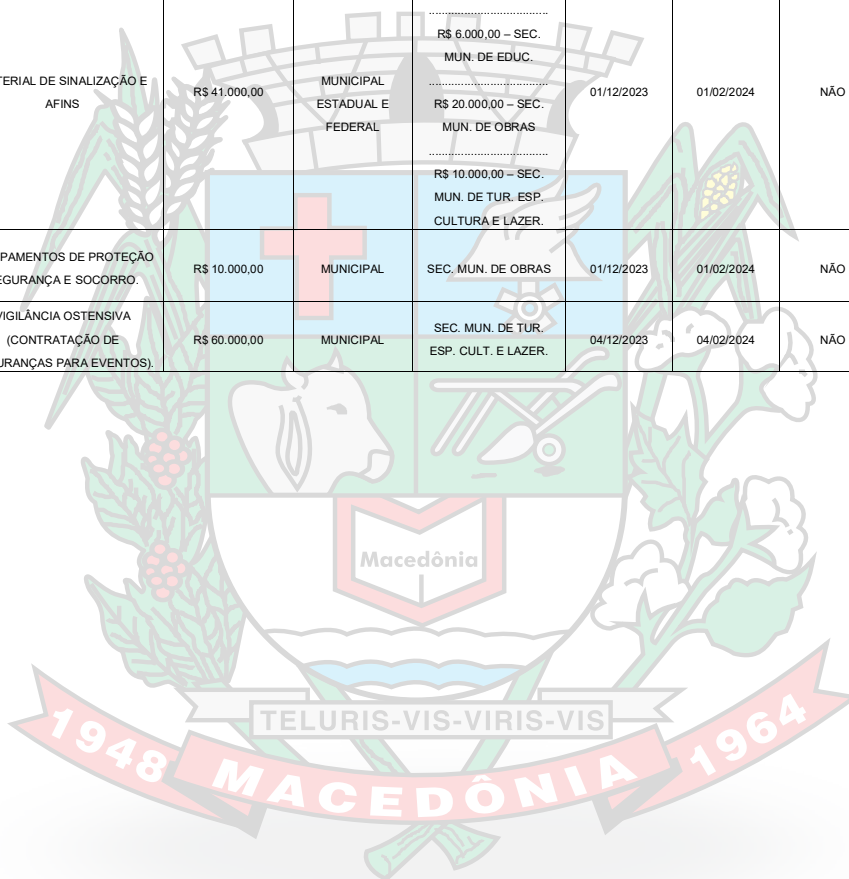 .....................................
R$ 6.000,00 – SEC.
MUN. DE EDUC.
.....................................
R$ 20.000,00 – SEC.
MUN. DE OBRAS
.....................................
R$ 10.000,00 – SEC.
MUN. DE TUR. ESP.
CULTURA E LAZER.
TERIAL DE SINALIZAÇÃO E
AFINS
R$ 41.000,00
MUNICIPAL
ESTADUAL E
FEDERAL
01/12/2023
01/02/2024
NÃO
PAMENTOS DE PROTEÇÃO
EGURANÇA E SOCORRO.
R$ 10.000,00
MUNICIPAL
SEC. MUN. DE OBRAS
01/12/2023
01/02/2024
NÃO
VIGILÂNCIA OSTENSIVA
(CONTRATAÇÃO DE
URANÇAS PARA EVENTOS).
R$ 60.000,00
MUNICIPAL
SEC. MUN. DE TUR.
ESP. CULT. E LAZER.
04/12/2023
04/02/2024
NÃO
Macedônia
TELURIS-VIS-VIRIS-VIS
1948
MACEDÔNIA
1964